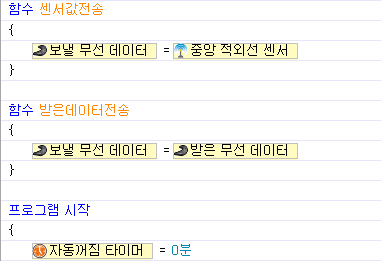 함수 센서값전송
{
보낼 무선 데이터 = 중앙 적외선 센서
}
함수 받은데이터전송
{
보낼 무선 데이터 = 받은 무선 데이터
}
프로그램 시작
{
자동꺼짐 타이머 = 0분